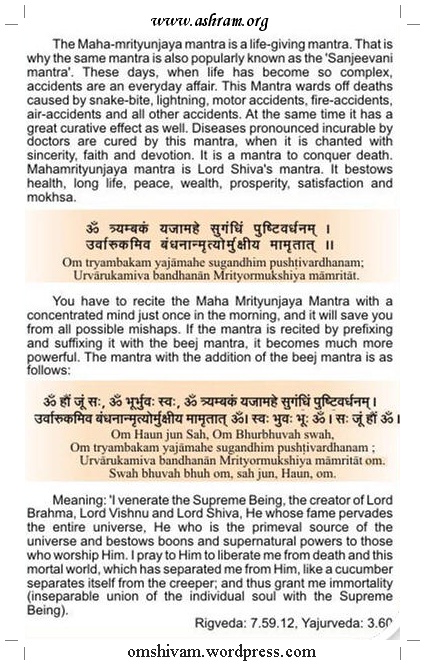 www.ashram.org
The Maha-mrityunjaya mantra is a life-giving mantra. That is
why the same mantra is also popularly known as the 'Sanjeevani
mantra'. These days, when life has become so complex,
accidents are an everyday affair. This Mantra wards off deaths
caused by snake-bite, lightning, motor accidents, fire-accidents,
air-accidents and all other accidents. At the same time it has a
great curative effect as well. Diseases pronounced incurable by
doctors are cured by this mantra, when it is chanted with
sincerity, faith and devotion. It is a mantra to conquer death.
Mahamrityunjaya mantra is Lord Shiva's mantra. It bestows
health, long life, peace, wealth, prosperity, satisfaction and
mokhsa.
ॐ त्र्यम्बकं यजामहे सुगंधिं पुष्टिवर्धनम् ।
उर्वारुकमिव बंधनान्मृत्योर्मुक्षीय मामृतात् ॥
Om tryambakam yajāmahe sugandhim pushṭivardhanam;
Urvārukamiva bandhanān Mrityormukshiya māmritāt.
You have to recite the Maha Mrityunjay Mantra with a
concentrated mind just once in the morning, and it will save you
from all possible mishaps. If the mantra is recited by prefixing
and suffixing it with the beej mantra, it becomes much more
powerful. The mantra with the addition of the beej mantra is as
follows:
ॐ हौं जूं सः, ॐ भूर्भुवः स्वः, ॐ त्र्यम्बकं यजामहे सुगंधिं पुष्टिवर्धनम् ।
उर्वारुकमिव बंधनान्मृत्योर्मुक्षीय मामृतात् ॐ। स्वः भुवः भूः ॐ । सः जूं हौं ॐ ।
Om Haun jun Sah, Om Bhurbhuvah swah,
Om tryambakam yajāmahe sugandhim pushtivardhanam ;
Urvārukamiva bandhanān Mrityormukshiya māmritāt om.
Swah bhuvah bhuh om, sah jun, Haun, om.
Meaning: 'I venerate the Supreme Being, the creator of Lord
Brahma, Lord Vishnu and Lord Shiva, He whose fame pervades
the entire universe, He who is the primeval source of the
universe and bestows boons and supernatural powers to those
who worship Him. I pray to Him to liberate me from death and this
mortal world, which has separated me from Him, like a cucumber
separates itself from the creeper; and thus grant me immortality
(inseparable union of the individual soul with the Supreme
Being).
Rigveda: 7.59.12, Yajurveda: 3.60
omshivam.wordpress.com